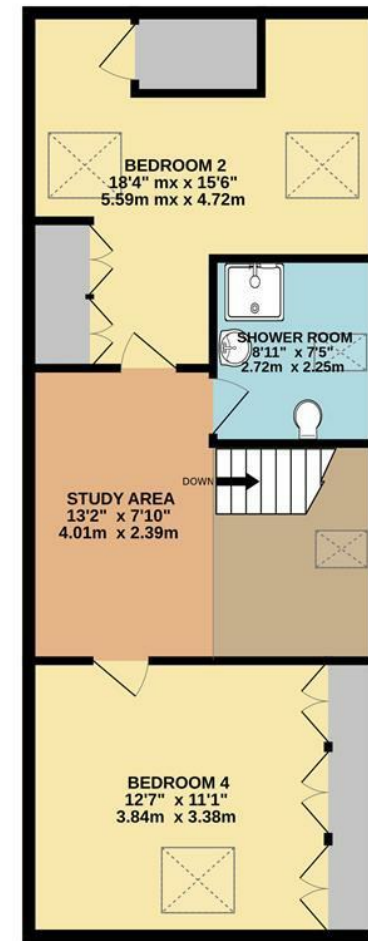 BEDROOM 2
18'4" mx x 15'6"
5.59m mx x 4.72m
SHOWER ROOM
8'11" x 7'5"
2.72m x 2.25m
DOWN
STUDY AREA
13'2" x 7'10"
4.01m x 2.39m
BEDROOM 4
12'7" x 11'1"
3.84m x 3.38m